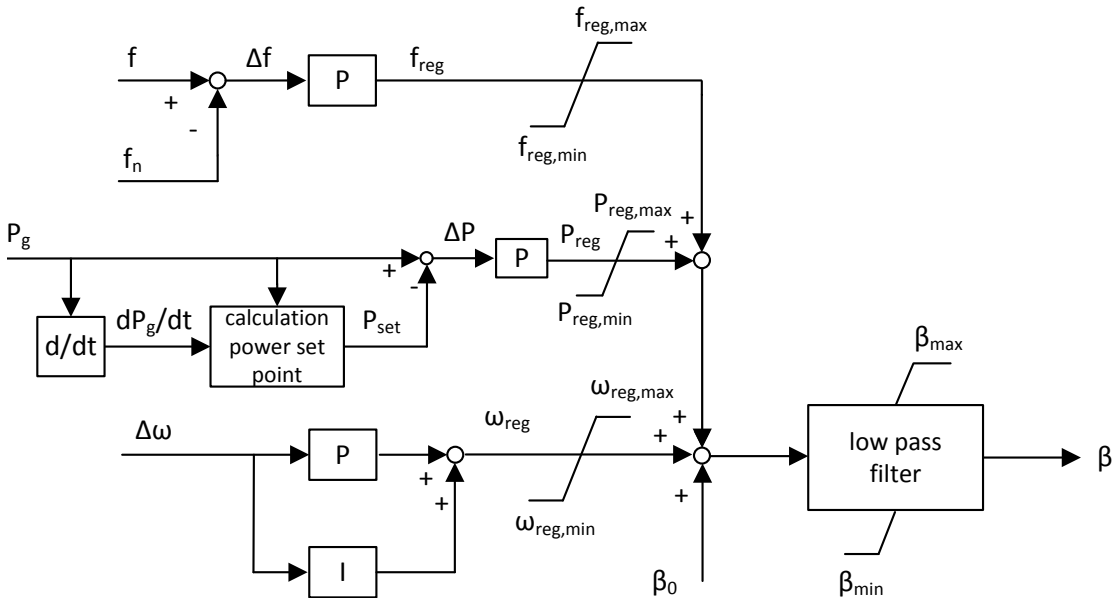 f
Δf
P
f_reg
f_reg,max
+
-
f_reg,min
f_n
P_g
ΔP
P
P_reg
P_reg,max
+
+
+
-
P_reg,min
d/dt
dP_g/dt
calculation
power set
point
P_set
Δω
P
ω_reg
ω_reg,max
+
+
+
+
+
ω_reg,min
I
β_0
β_max
low pass
filter
β
β_min